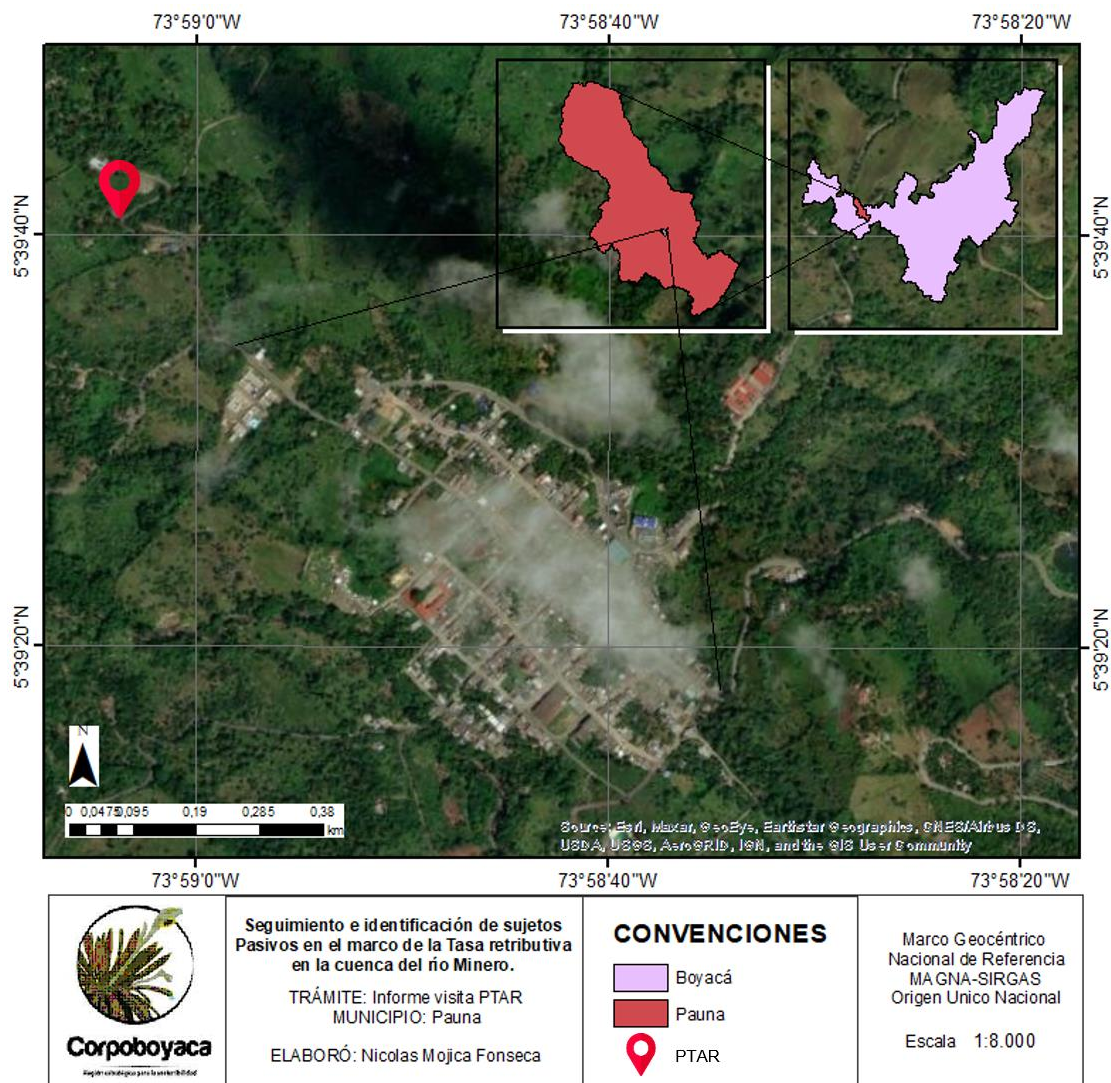 73°59'0"W 73°58'40"W 73°58'20"W
5°39'40"N 5°39'40"N
5°39'20"N 5°39'20"N
N
0 0,0475 0,095 0,19 0,285 0,38
km
Source: Esri, Maxar, GeoEye, Earthstar Geographics, CNES/Airbus DS,
USDA, USGS, AeroGRID, IGN, and the GIS User Community
73°59'0"W 73°58'40"W 73°58'20"W
Corpoboyaca
Región estratégica para la sostenibilidad
Seguimiento e identificación de sujetos
Pasivos en el marco de la Tasa retributiva
en la cuenca del río Minero.
TRÁMITE: Informe visita PTAR
MUNICIPIO: Pauna
ELABORÓ: Nicolas Mojica Fonseca
CONVENCIONES
Boyacá
Pauna
PTAR
Marco Geocéntrico
Nacional de Referencia
MAGNA-SIRGAS
Origen Unico Nacional
Escala 1:8.000